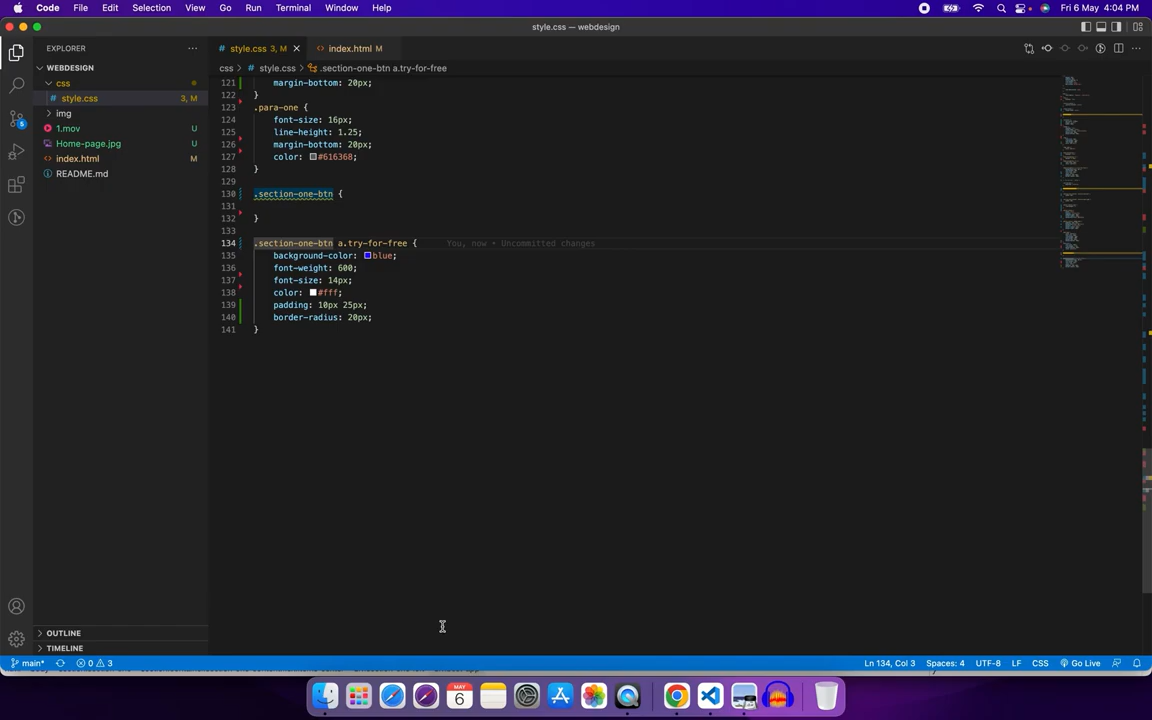 Code File Edit Selection View Go Run Terminal Window Help Fri 6 May 4:04 PM
style.css — webdesign
EXPLORER
style.css 3, M
index.html M
WEBDESIGN
css > style.css > .section-one-btn a.try-for-free
css
style.css 3, M
img
1.mov U
Home-page.jpg U
index.html M
README.md
121 margin-bottom: 20px;
122 }
123 .para-one {
124 font-size: 16px;
125 line-height: 1.25;
126 margin-bottom: 20px;
127 color: #616368;
128 }
129
130 .section-one-btn {
131
132 }
133
134 .section-one-btn a.try-for-free { You, now • Uncommitted changes
135 background-color: blue;
136 font-weight: 600;
137 font-size: 14px;
138 color: #fff;
139 padding: 10px 25px;
140 border-radius: 20px;
141 }
5
OUTLINE
TIMELINE
main* 0 3 Ln 134, Col 3 Spaces: 4 UTF-8 LF CSS Go Live
MAY
6